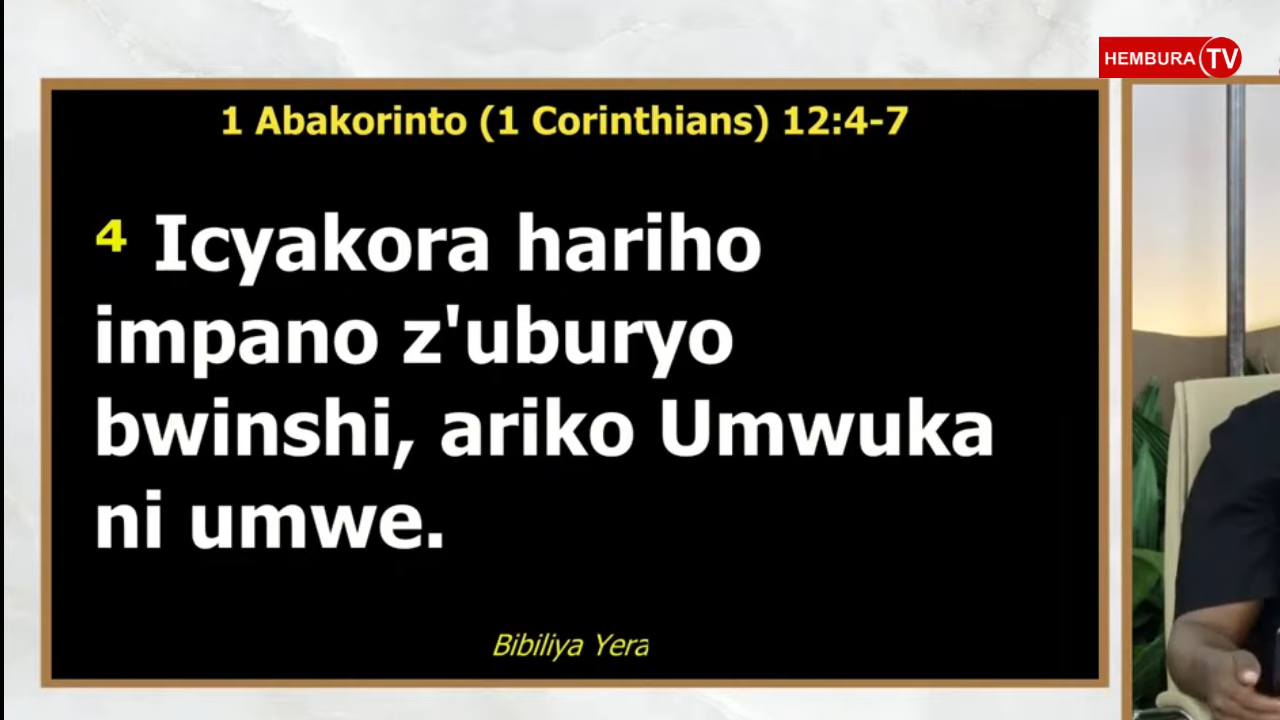 HEMBURA TV
1 Abakorinto (1 Corinthians) 12:4-7
4 Icyakora hariho
impano z'uburyo
bwinshi, ariko Umwuka
ni umwe.
Bibiliya Yera